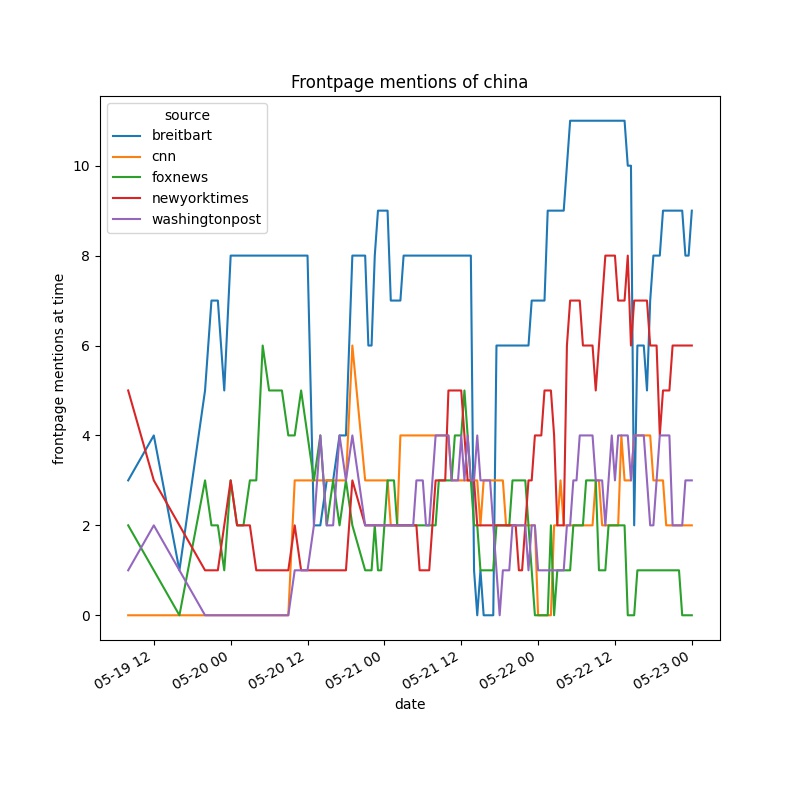 Frontpage mentions of china
source
breitbart
cnn
foxnews
newyorktimes
washingtonpost
10
8
6
4
2
0
frontpage mentions at time
05-19 12
05-20 00
05-20 12
05-21 00
05-21 12
05-22 00
05-22 12
05-23 00
date